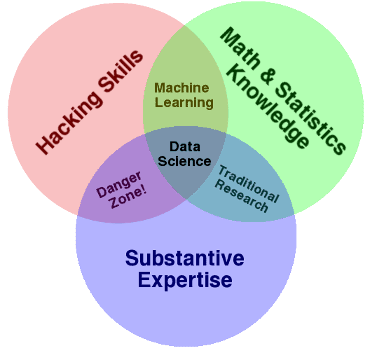 Hacking Skills
Math & Statistics
Knowledge
Machine
Learning
Data
Science
Danger
Zone!
Traditional
Research
Substantive
Expertise